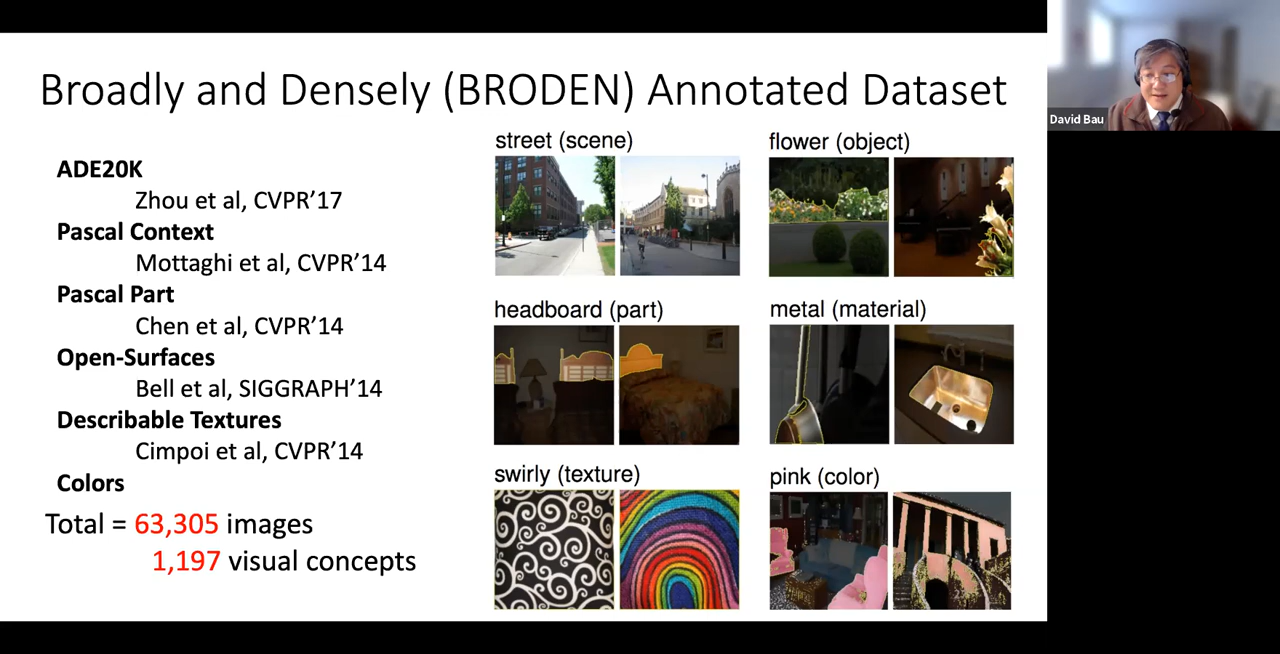 Broadly and Densely (BRODEN) Annotated Dataset
ADE20K
Zhou et al, CVPR’17
Pascal Context
Mottaghi et al, CVPR’14
Pascal Part
Chen et al, CVPR’14
Open-Surfaces
Bell et al, SIGGRAPH’14
Describable Textures
Cimpoi et al, CVPR’14
Colors
Total = 63,305 images
1,197 visual concepts
street (scene)
flower (object)
headboard (part)
metal (material)
swirly (texture)
pink (color)
David Bau